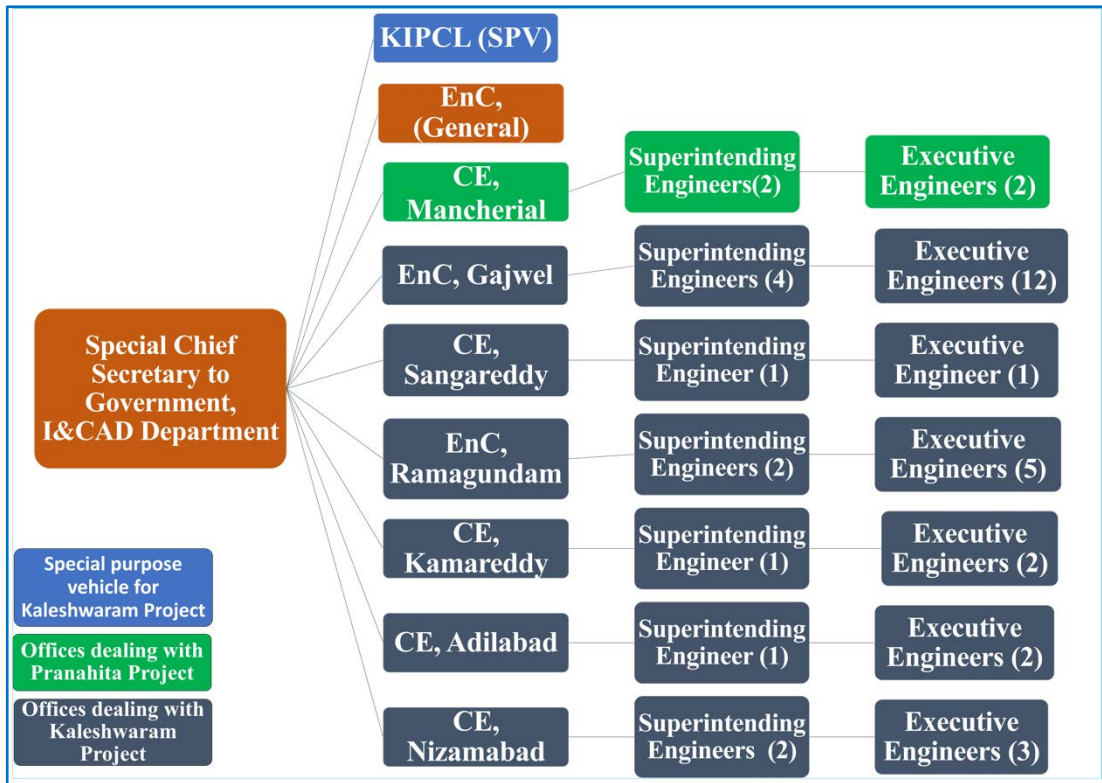 KIPCL (SPV)
EnC,
(General)
CE,
Mancherial
Superintending
Engineers(2)
Executive
Engineers (2)
EnC, Gajwel
Superintending
Engineers (4)
Executive
Engineers (12)
Special Chief
Secretary to
Government,
I&CAD Department
CE,
Sangareddy
Superintending
Engineer (1)
Executive
Engineer (1)
EnC,
Ramagundam
Superintending
Engineers (2)
Executive
Engineers (5)
CE,
Kamareddy
Superintending
Engineer (1)
Executive
Engineers (2)
CE, Adilabad
Superintending
Engineer (1)
Executive
Engineers (2)
CE,
Nizamabad
Superintending
Engineers (2)
Executive
Engineers (3)
Special purpose
vehicle for
Kaleshwaram Project
Offices dealing with
Pranahita Project
Offices dealing with
Kaleshwaram
Project